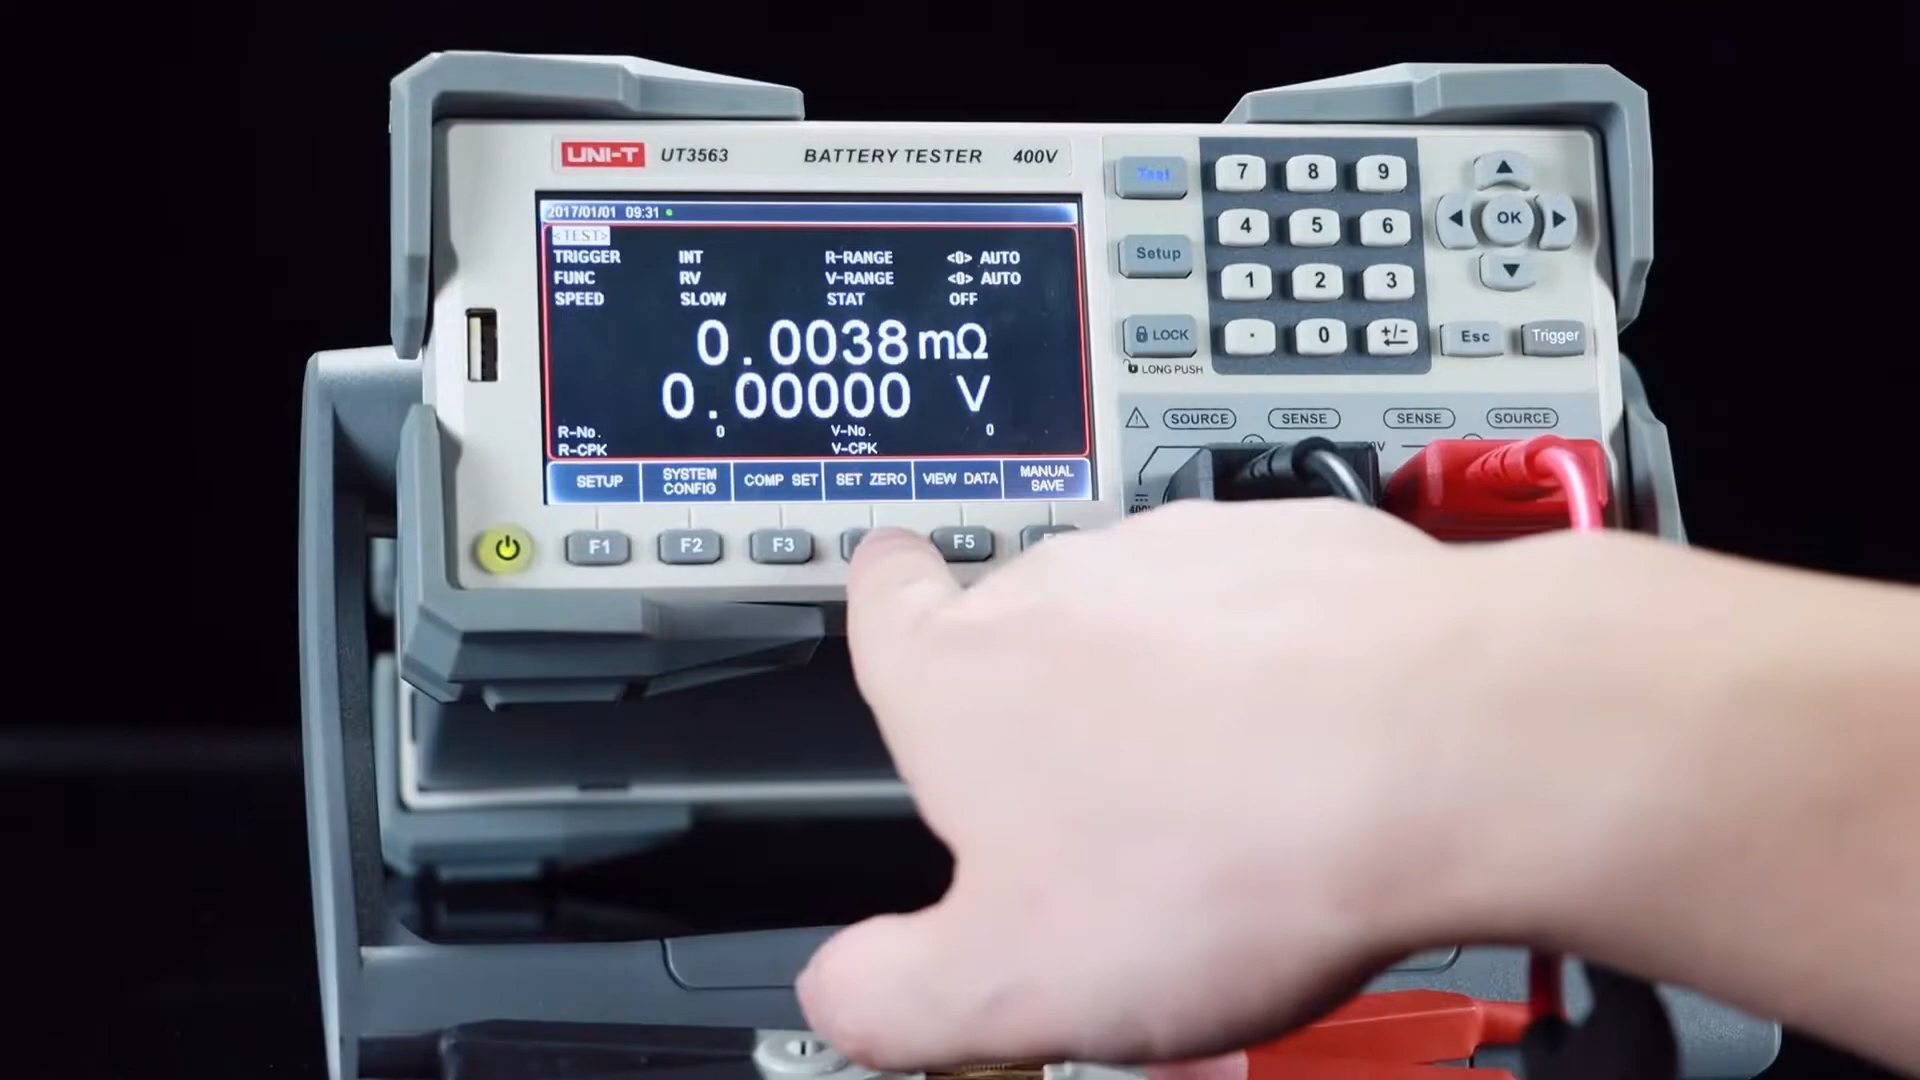 UNI-T UT3563 BATTERY TESTER 400V
2017/01/01 09:31
<TEST>
TRIGGER INT R-RANGE <0> AUTO
FUNC RV V-RANGE <0> AUTO
SPEED SLOW STAT OFF
0.0038 mΩ
0.00000 V
R-No. 0 V-No. 0
R-CPK V-CPK
SETUP SYSTEM CONFIG COMP SET SET ZERO VIEW DATA MANUAL SAVE
F1 F2 F3 F5
Test 7 8 9
Setup 4 5 6 OK
1 2 3
LOCK . 0 +/- Esc Trigger
LONG PUSH
SOURCE SENSE SENSE SOURCE